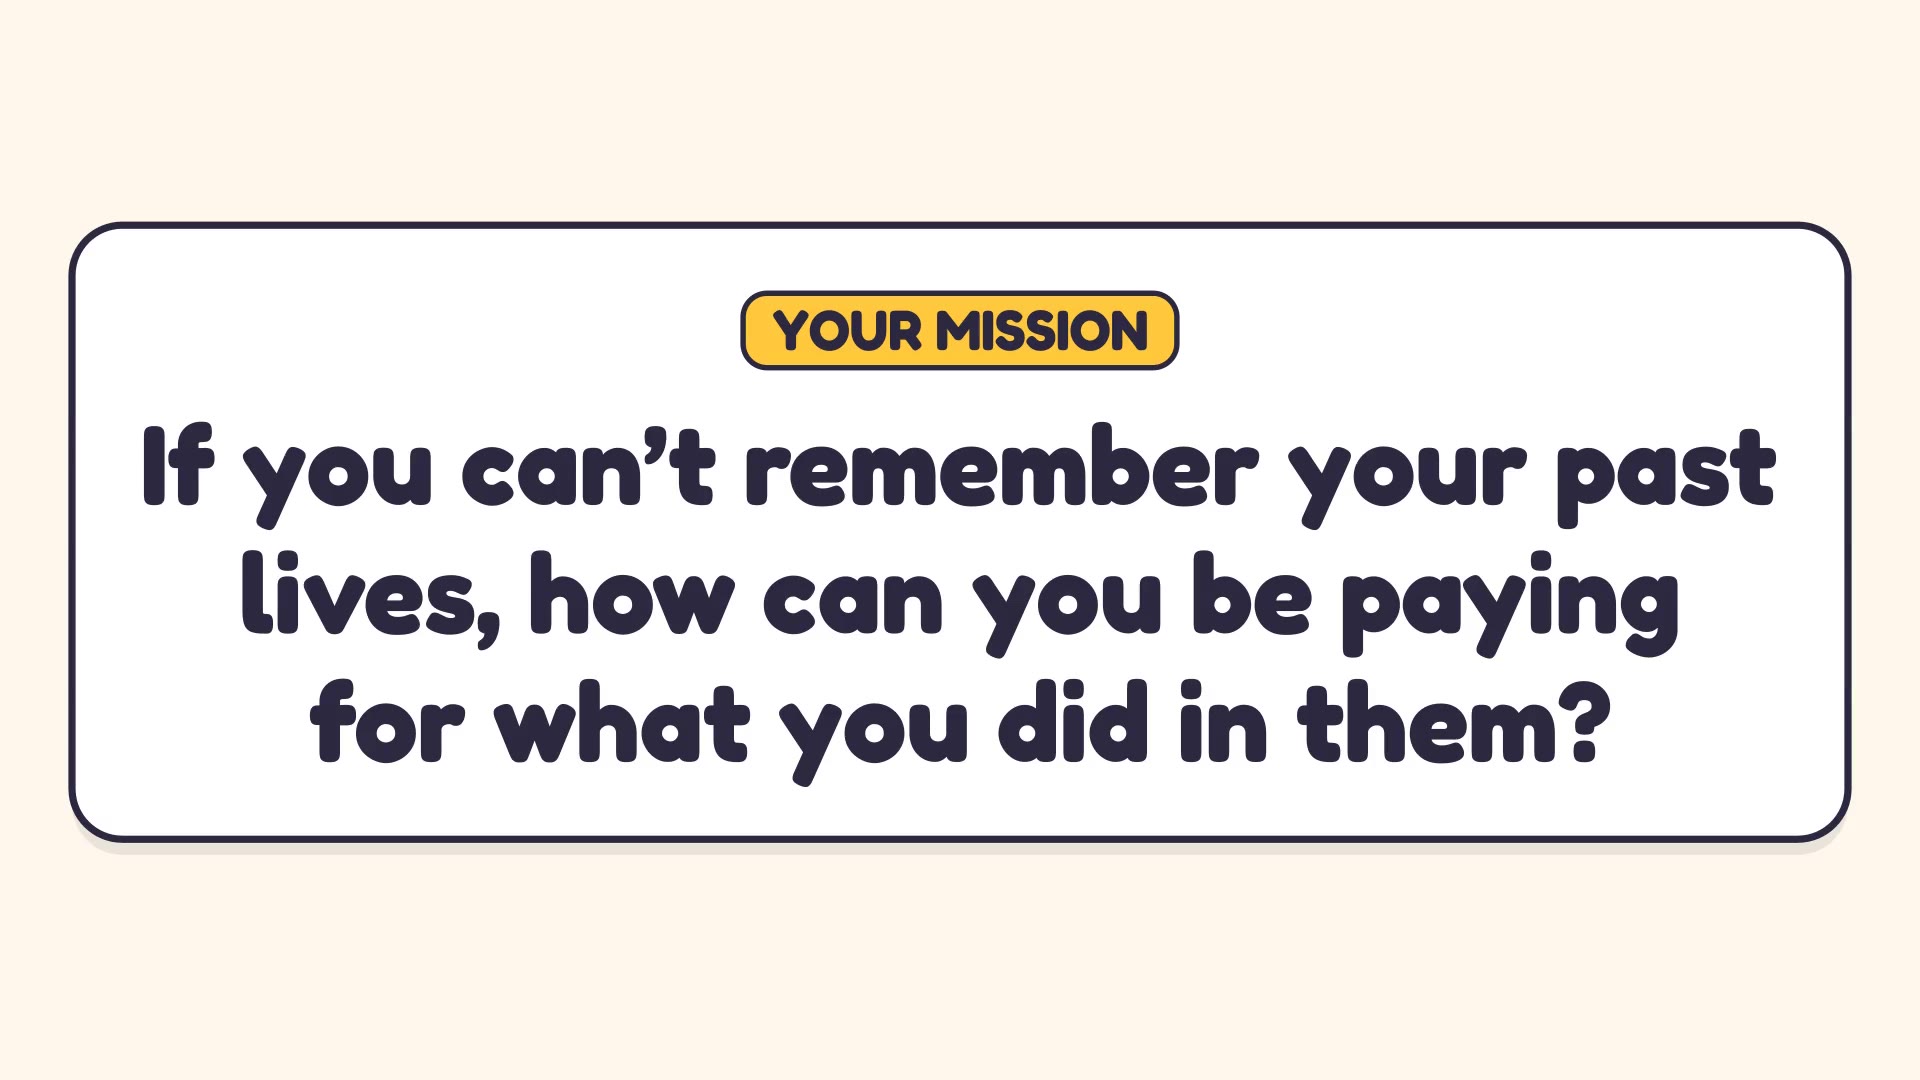 YOUR MISSION
If you can’t remember your past
lives, how can you be paying
for what you did in them?